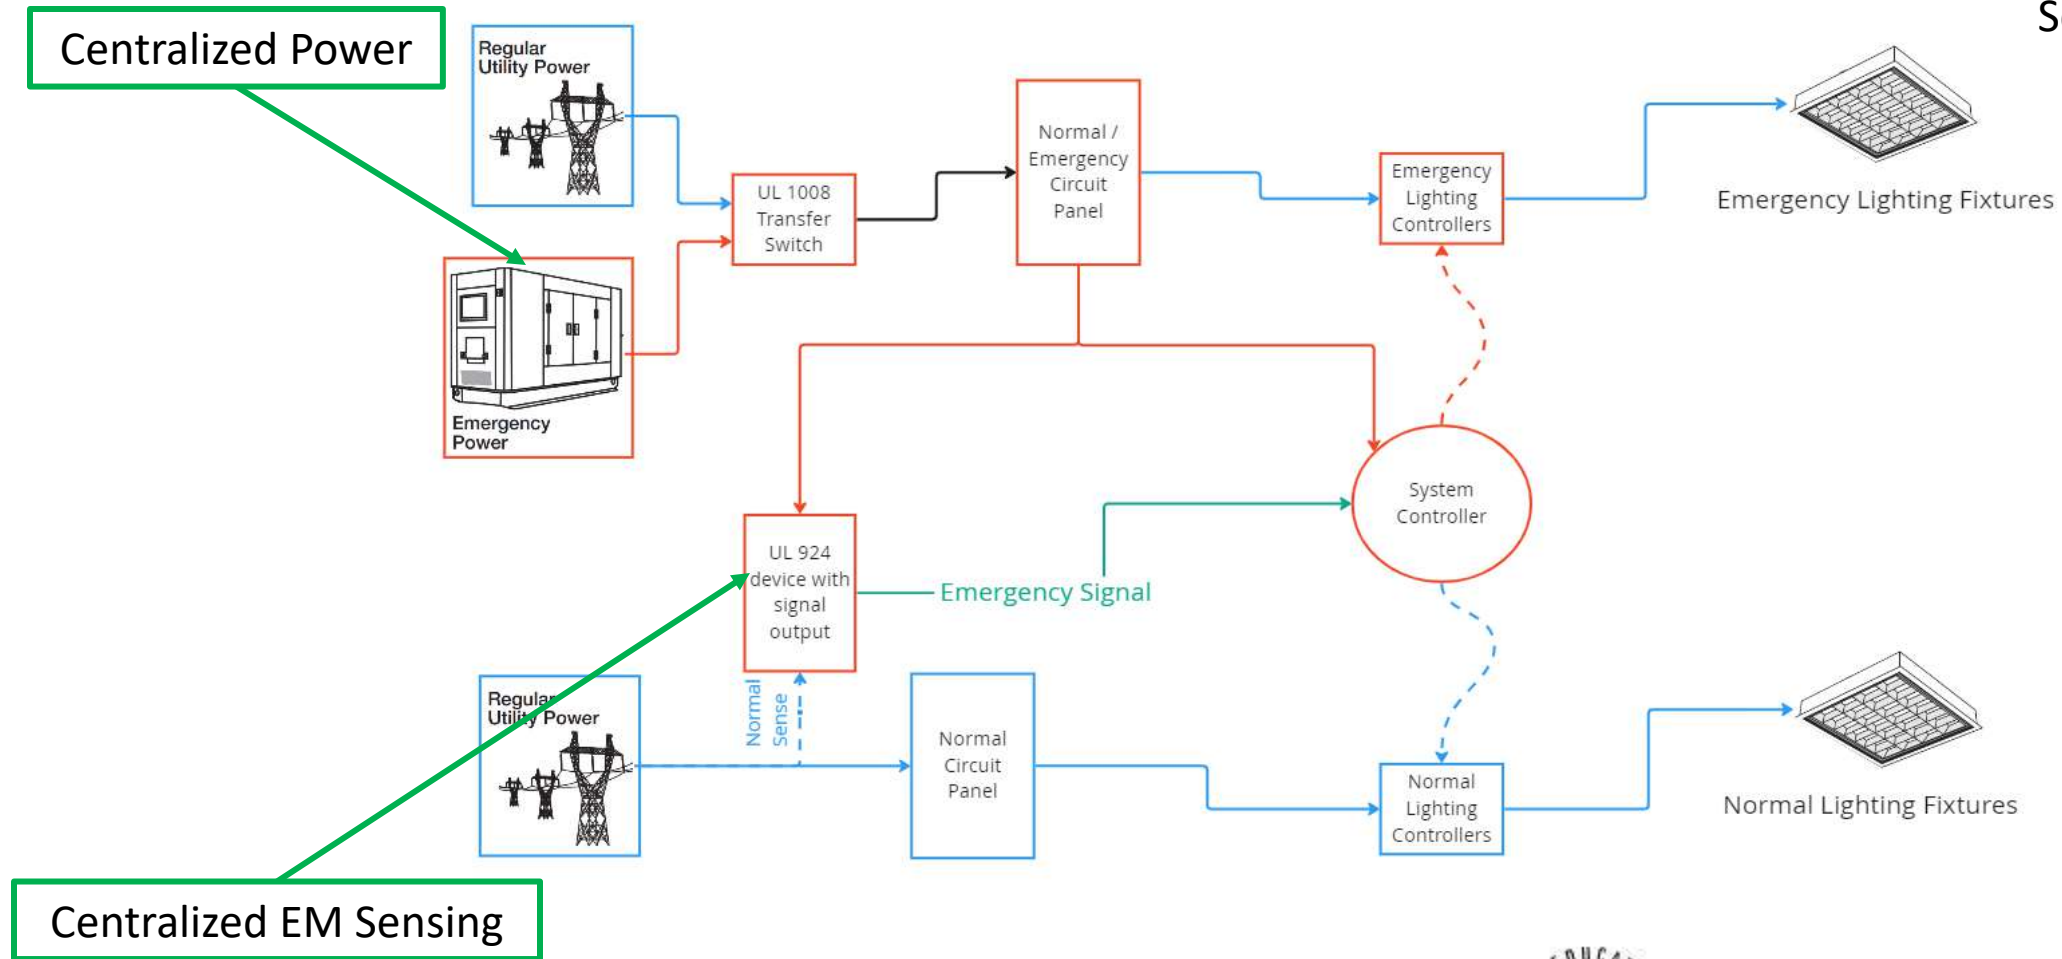 Centralized Power
Regular
Utility Power
Emergency
Power
UL 1008
Transfer
Switch
Normal /
Emergency
Circuit
Panel
Emergency
Lighting
Controllers
Emergency Lighting Fixtures
System
Controller
UL 924
device with
signal
output
Emergency Signal
Normal
Sense
Regular
Utility Power
Normal
Circuit
Panel
Normal
Lighting
Controllers
Normal Lighting Fixtures
Centralized EM Sensing